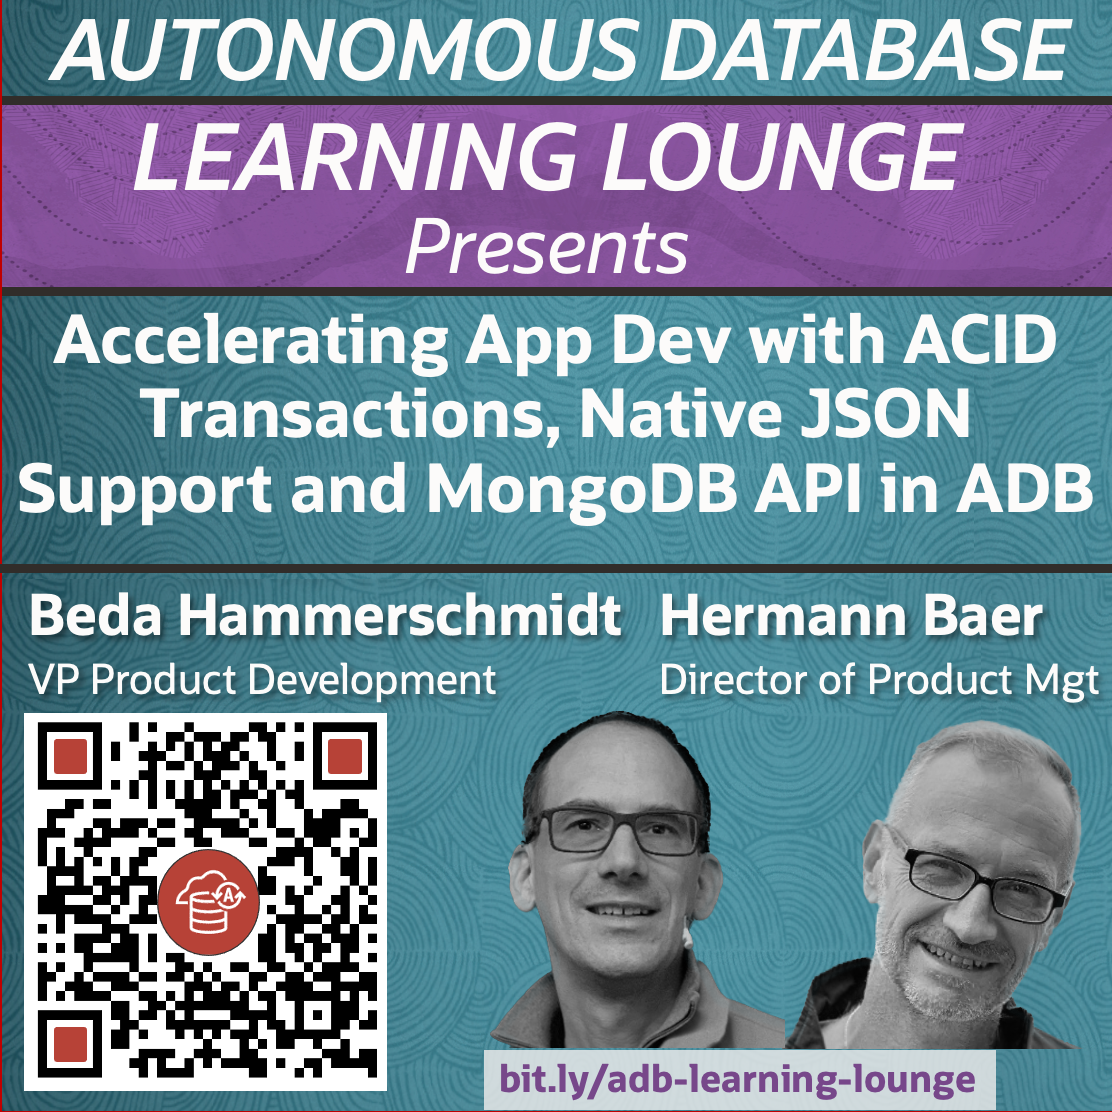 AUTONOMOUS DATABASE
LEARNING LOUNGE
Presents
Accelerating App Dev with ACID
Transactions, Native JSON
Support and MongoDB API in ADB
Beda Hammerschmidt
VP Product Development
Hermann Baer
Director of Product Mgt
A
bit.ly/adb-learning-lounge